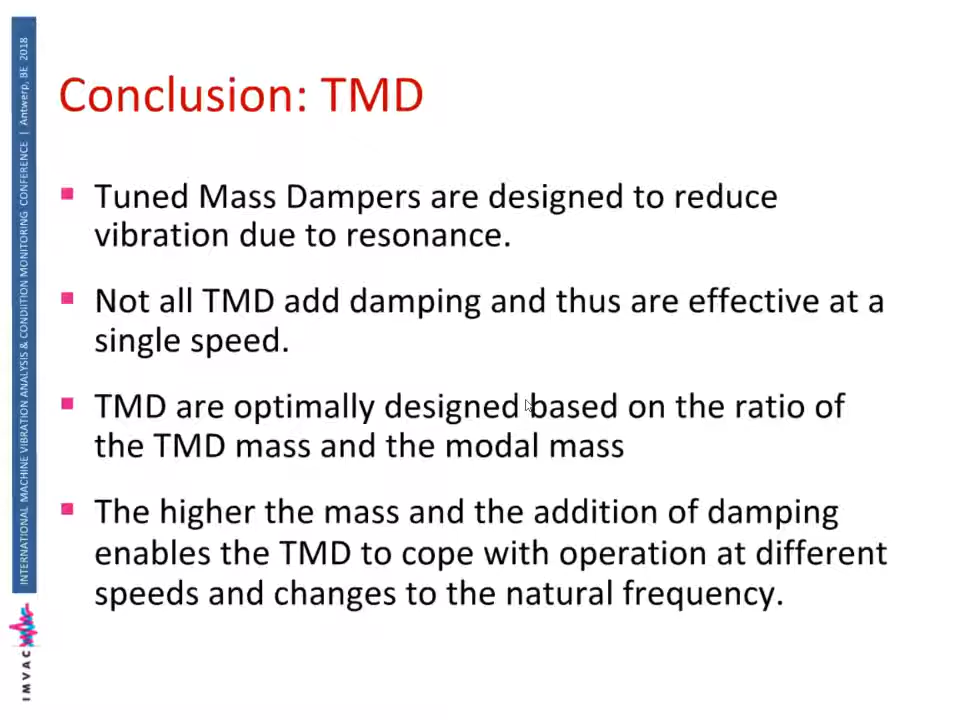 Conclusion: TMD
Tuned Mass Dampers are designed to reduce
vibration due to resonance.
Not all TMD add damping and thus are effective at a
single speed.
TMD are optimally designed based on the ratio of
the TMD mass and the modal mass
The higher the mass and the addition of damping
enables the TMD to cope with operation at different
speeds and changes to the natural frequency.
INTERNATIONAL MACHINE VIBRATION ANALYSIS & CONDITION MONITORING CONFERENCE | Antwerp, BE 2018
IMVAC